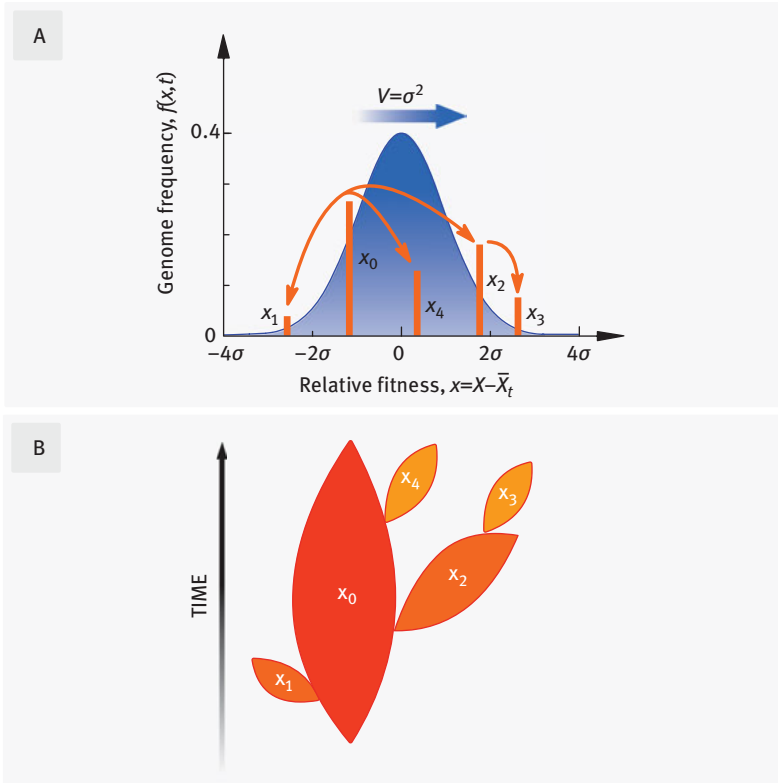 A
Genome frequency, f(x,t)
V=σ²
0.4
x₀
x₂
x₄
x₁
x₃
0
−4σ −2σ 0 2σ 4σ
Relative fitness, x=X−X̅ₜ
B
TIME
x₄
x₃
x₂
x₀
x₁